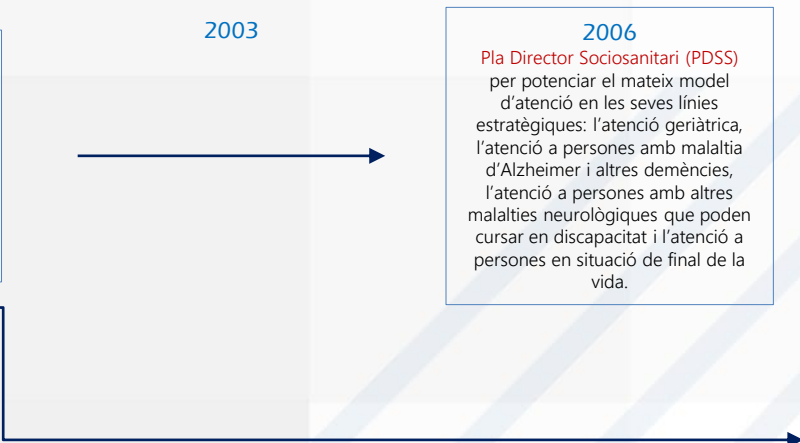 2003
2006
Pla Director Sociosanitari (PDSS)
per potenciar el mateix model
d’atenció en les seves línies
estratègiques: l’atenció geriàtrica,
l’atenció a persones amb malaltia
d’Alzheimer i altres demències,
l’atenció a persones amb altres
malalties neurològiques que poden
cursar en discapacitat i l’atenció a
persones en situació de final de la
vida.